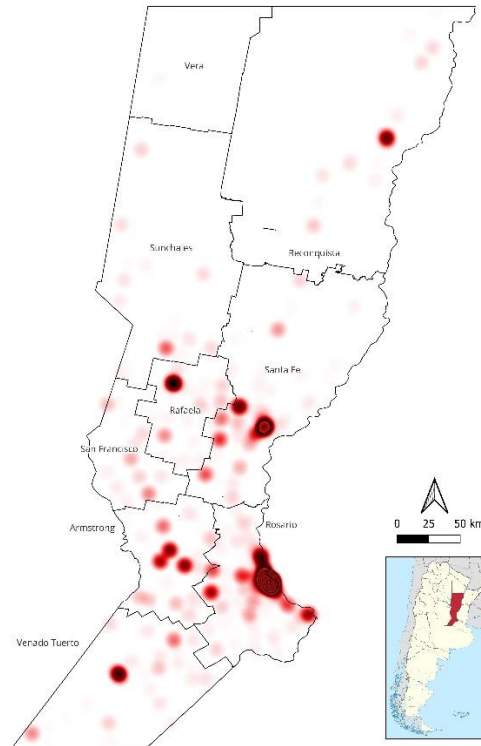 Vera
Sunchales
Reconquista
Santa Fe
Rafaela
San Francisco
Armstrong
Rosario
0 25 50 km
Venado Tuerto